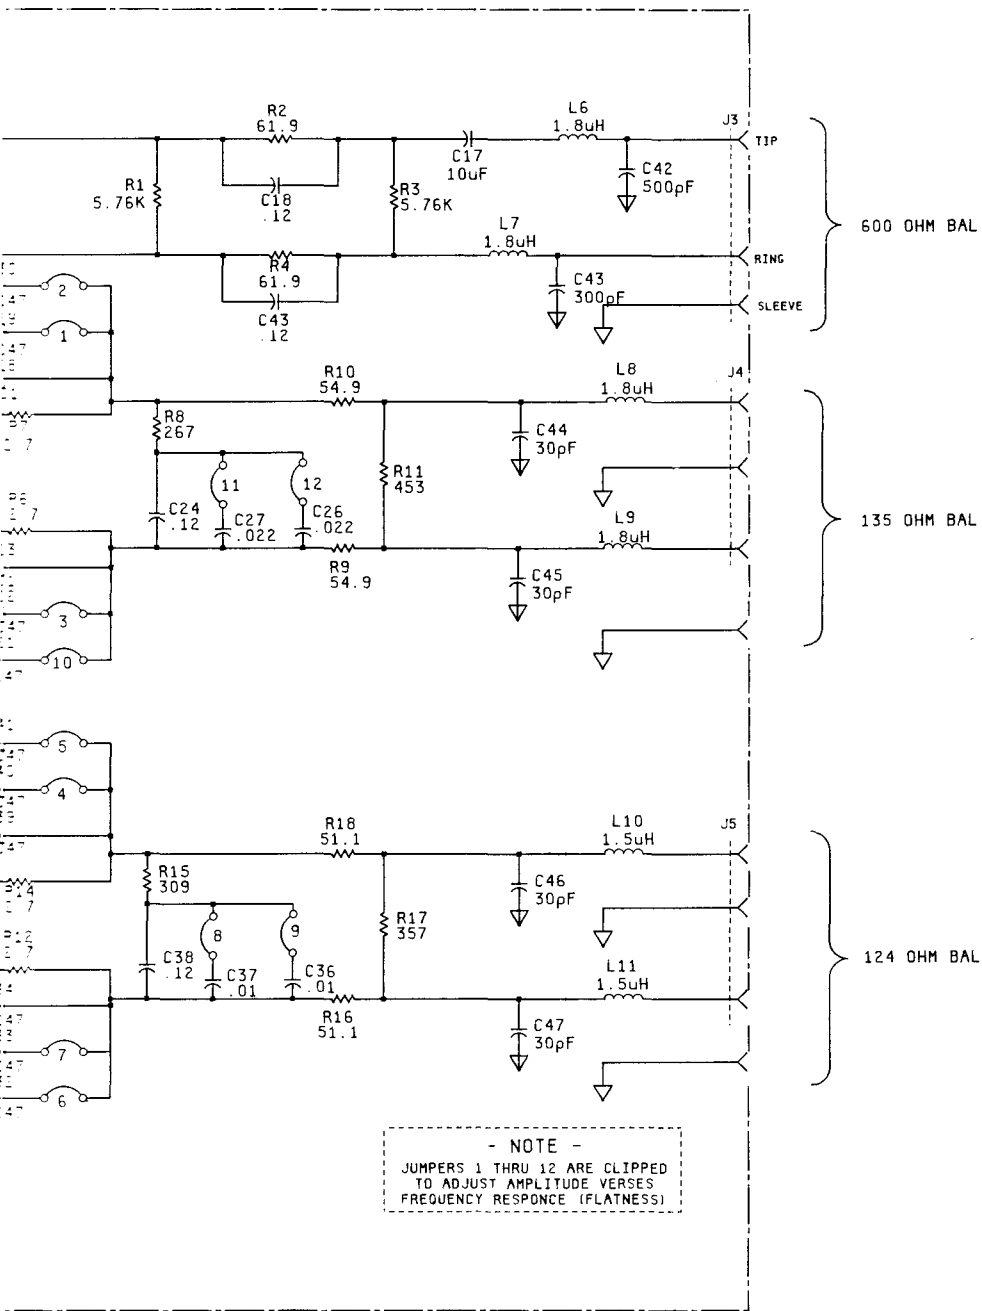 R2
61.9
L6
1.8uH
J3
TIP
C17
10uF
C42
500pF
R1
5.76K
C18
.12
R3
5.76K
600 OHM BAL
L7
1.8uH
R4
61.9
RING
C43
300pF
SLEEVE
C43
.12
2
1
R10
54.9
L8
1.8uH
J4
R8
267
C44
30pF
11
12
R11
453
C24
.12
C27
.022
C26
.022
L9
1.8uH
135 OHM BAL
R9
54.9
C45
30pF
3
10
5
4
R18
51.1
L10
1.5uH
J5
R15
309
C46
30pF
8
9
R17
357
C38
.12
C37
.01
C36
.01
L11
1.5uH
124 OHM BAL
R16
51.1
C47
30pF
7
6
- NOTE -
JUMPERS 1 THRU 12 ARE CLIPPED
TO ADJUST AMPLITUDE VERSES
FREQUENCY RESPONCE (FLATNESS)